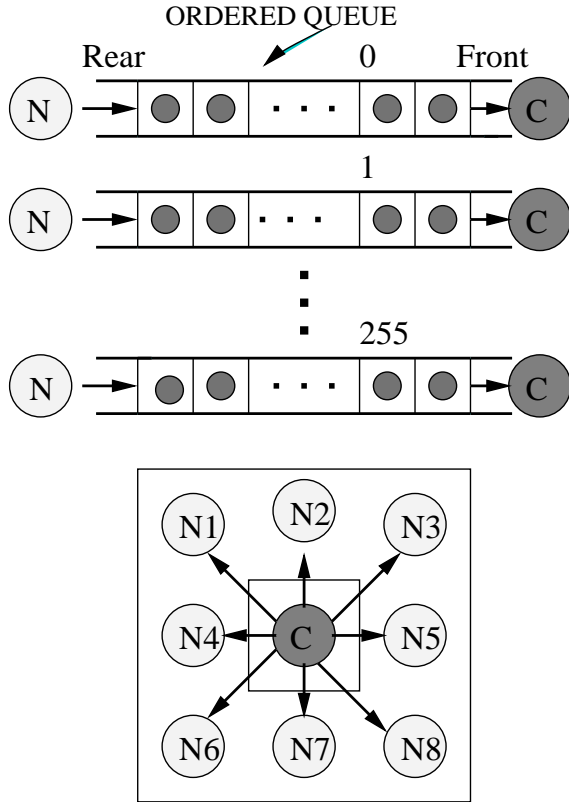 ORDERED QUEUE
Rear 0 Front
N C
1
N C
255
N C
N1 N2 N3
N4 C N5
N6 N7 N8